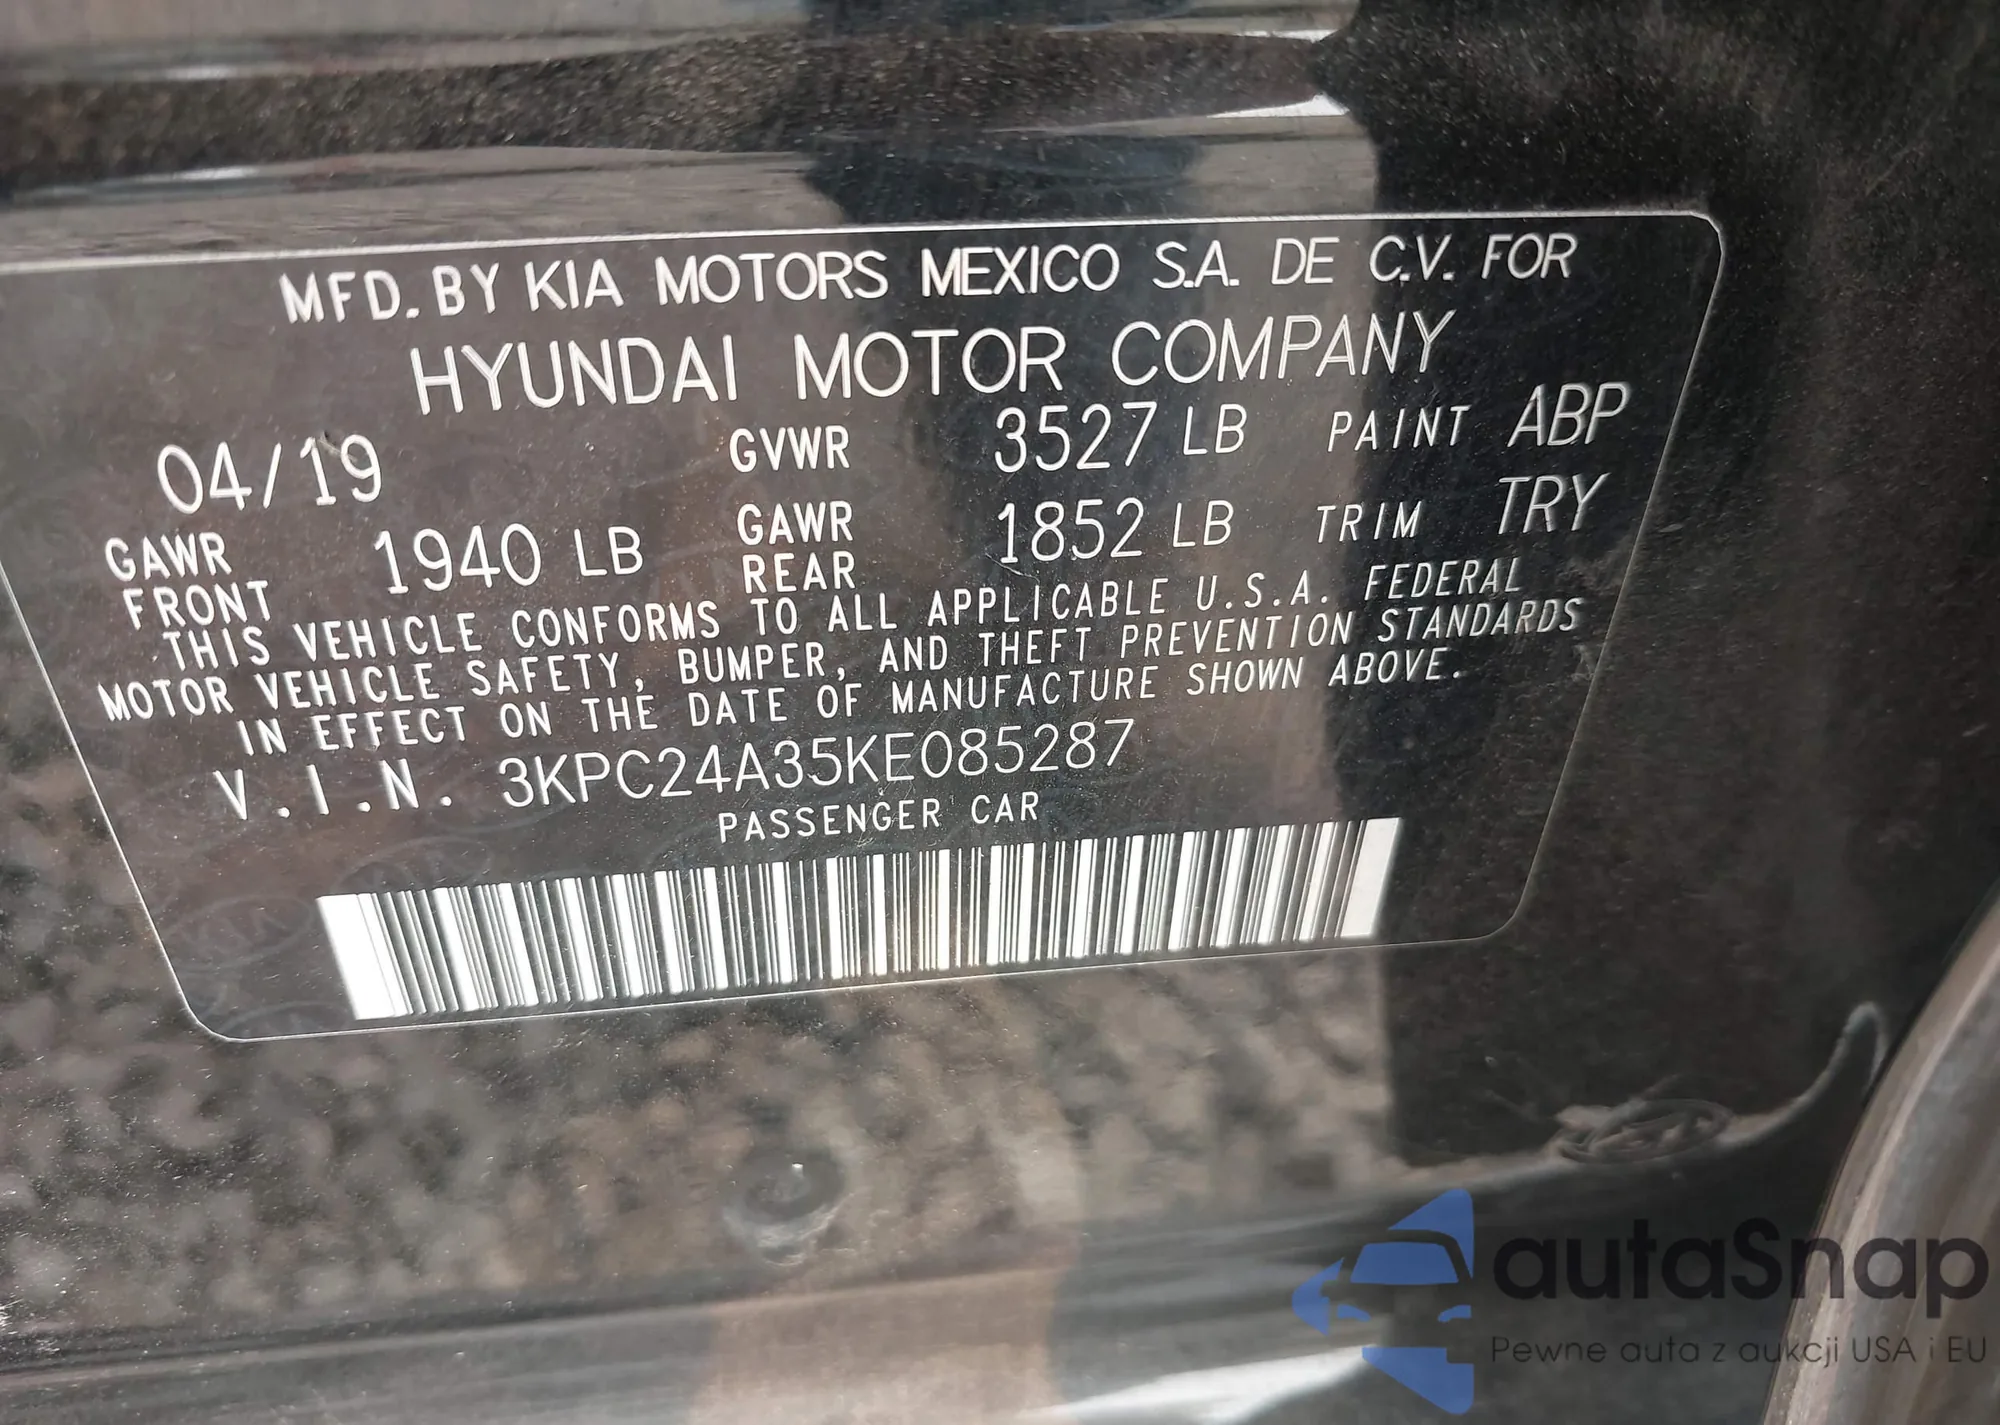 MFD. BY KIA MOTORS MEXICO S.A. DE C.V. FOR
HYUNDAI MOTOR COMPANY
04/19 GVWR 3527 LB PAINT ABP
GAWR FRONT 1940 LB GAWR REAR 1852 LB TRIM TRY
THIS VEHICLE CONFORMS TO ALL APPLICABLE U.S.A. FEDERAL
MOTOR VEHICLE SAFETY, BUMPER, AND THEFT PREVENTION STANDARDS
IN EFFECT ON THE DATE OF MANUFACTURE SHOWN ABOVE.
V.I.N. 3KPC24A35KE085287
PASSENGER CAR
autaSnap
Pewne auta z aukcji USA i EU